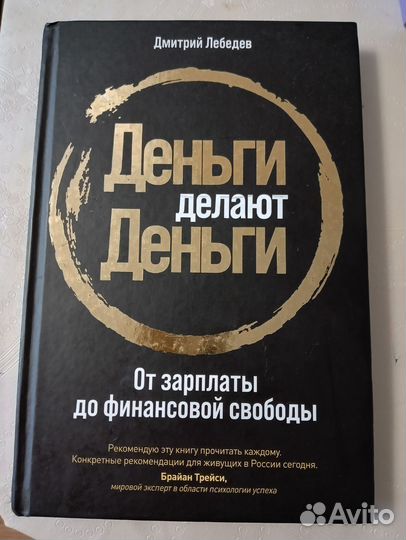 Дмитрий Лебедев
Деньги
делают
Деньги
От зарплаты
до финансовой свободы
Рекомендую эту книгу прочитать каждому.
Конкретные рекомендации для живущих в России сегодня.
Брайан Трейси,
мировой эксперт в области психологии успеха
Avito